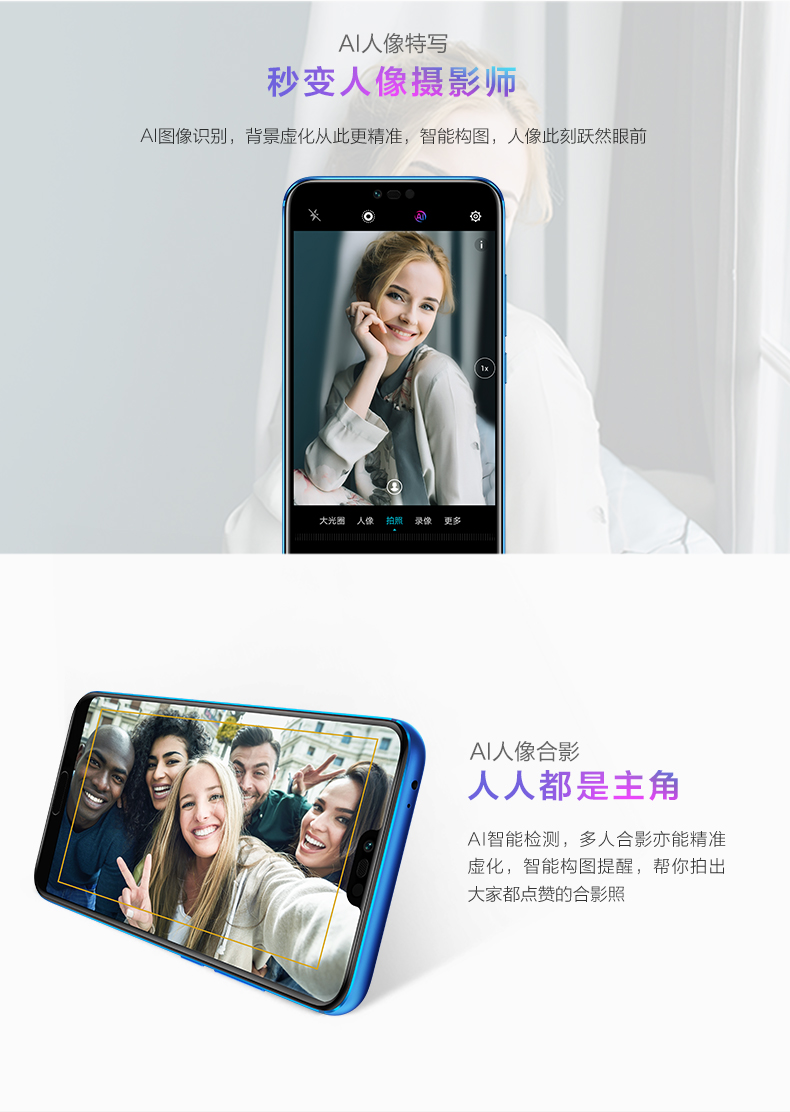 AI人像特写
秒变人像摄影师
AI图像识别，背景虚化从此更精准，智能构图，人像此刻跃然眼前
AI
i
1x
大光圈 人像 拍照 录像 更多
AI人像合影
人人都是主角
AI智能检测，多人合影亦能精准
虚化，智能构图提醒，帮你拍出
大家都点赞的合影照